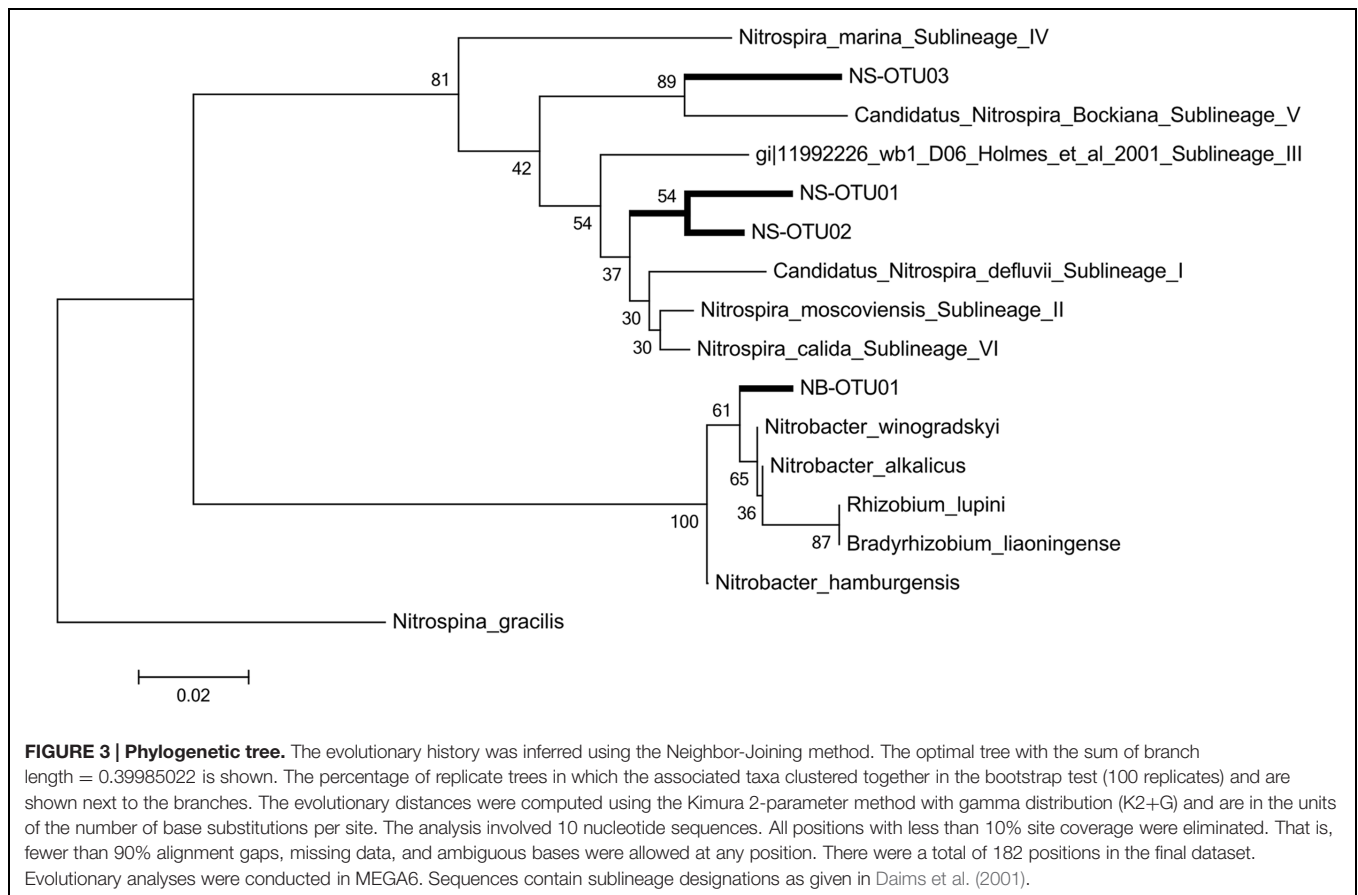 Nitrospira_marina_Sublineage_IV
81
NS-OTU03
89
Candidatus_Nitrospira_Bockiana_Sublineage_V
gi|11992226_wb1_D06_Holmes_et_al_2001_Sublineage_III
42
NS-OTU01
54
54
NS-OTU02
37
Candidatus_Nitrospira_defluvii_Sublineage_I
Nitrospira_moscoviensis_Sublineage_II
30
30
Nitrospira_calida_Sublineage_VI
NB-OTU01
61
Nitrobacter_winogradskyi
Nitrobacter_alkalicus
65
Rhizobium_lupini
36
100
87
Bradyrhizobium_liaoningense
Nitrobacter_hamburgensis
Nitrospina_gracilis
0.02
FIGURE 3 | Phylogenetic tree. The evolutionary history was inferred using the Neighbor-Joining method. The optimal tree with the sum of branch
length = 0.39985022 is shown. The percentage of replicate trees in which the associated taxa clustered together in the bootstrap test (100 replicates) and are
shown next to the branches. The evolutionary distances were computed using the Kimura 2-parameter method with gamma distribution (K2+G) and are in the units
of the number of base substitutions per site. The analysis involved 10 nucleotide sequences. All positions with less than 10% site coverage were eliminated. That is,
fewer than 90% alignment gaps, missing data, and ambiguous bases were allowed at any position. There were a total of 182 positions in the final dataset.
Evolutionary analyses were conducted in MEGA6. Sequences contain sublineage designations as given in Daims et al. (2001).